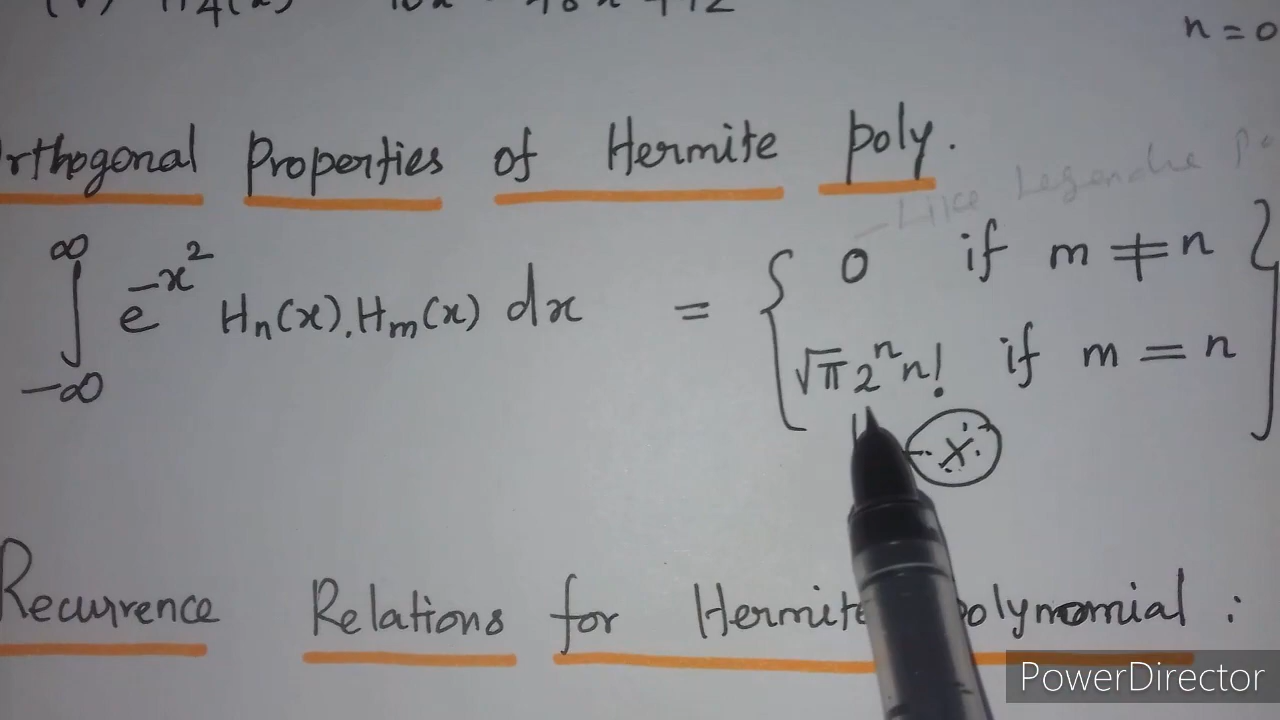 n = 0
rthogonal Properties of Hermite poly.
Like Legendre
∫_{-∞}^{∞} e^{-x^2} H_n(x).H_m(x) dx = { 0 if m ≠ n
√π 2^n n! if m = n }
x
Recurrence Relations for Hermite polynomial :
PowerDirector